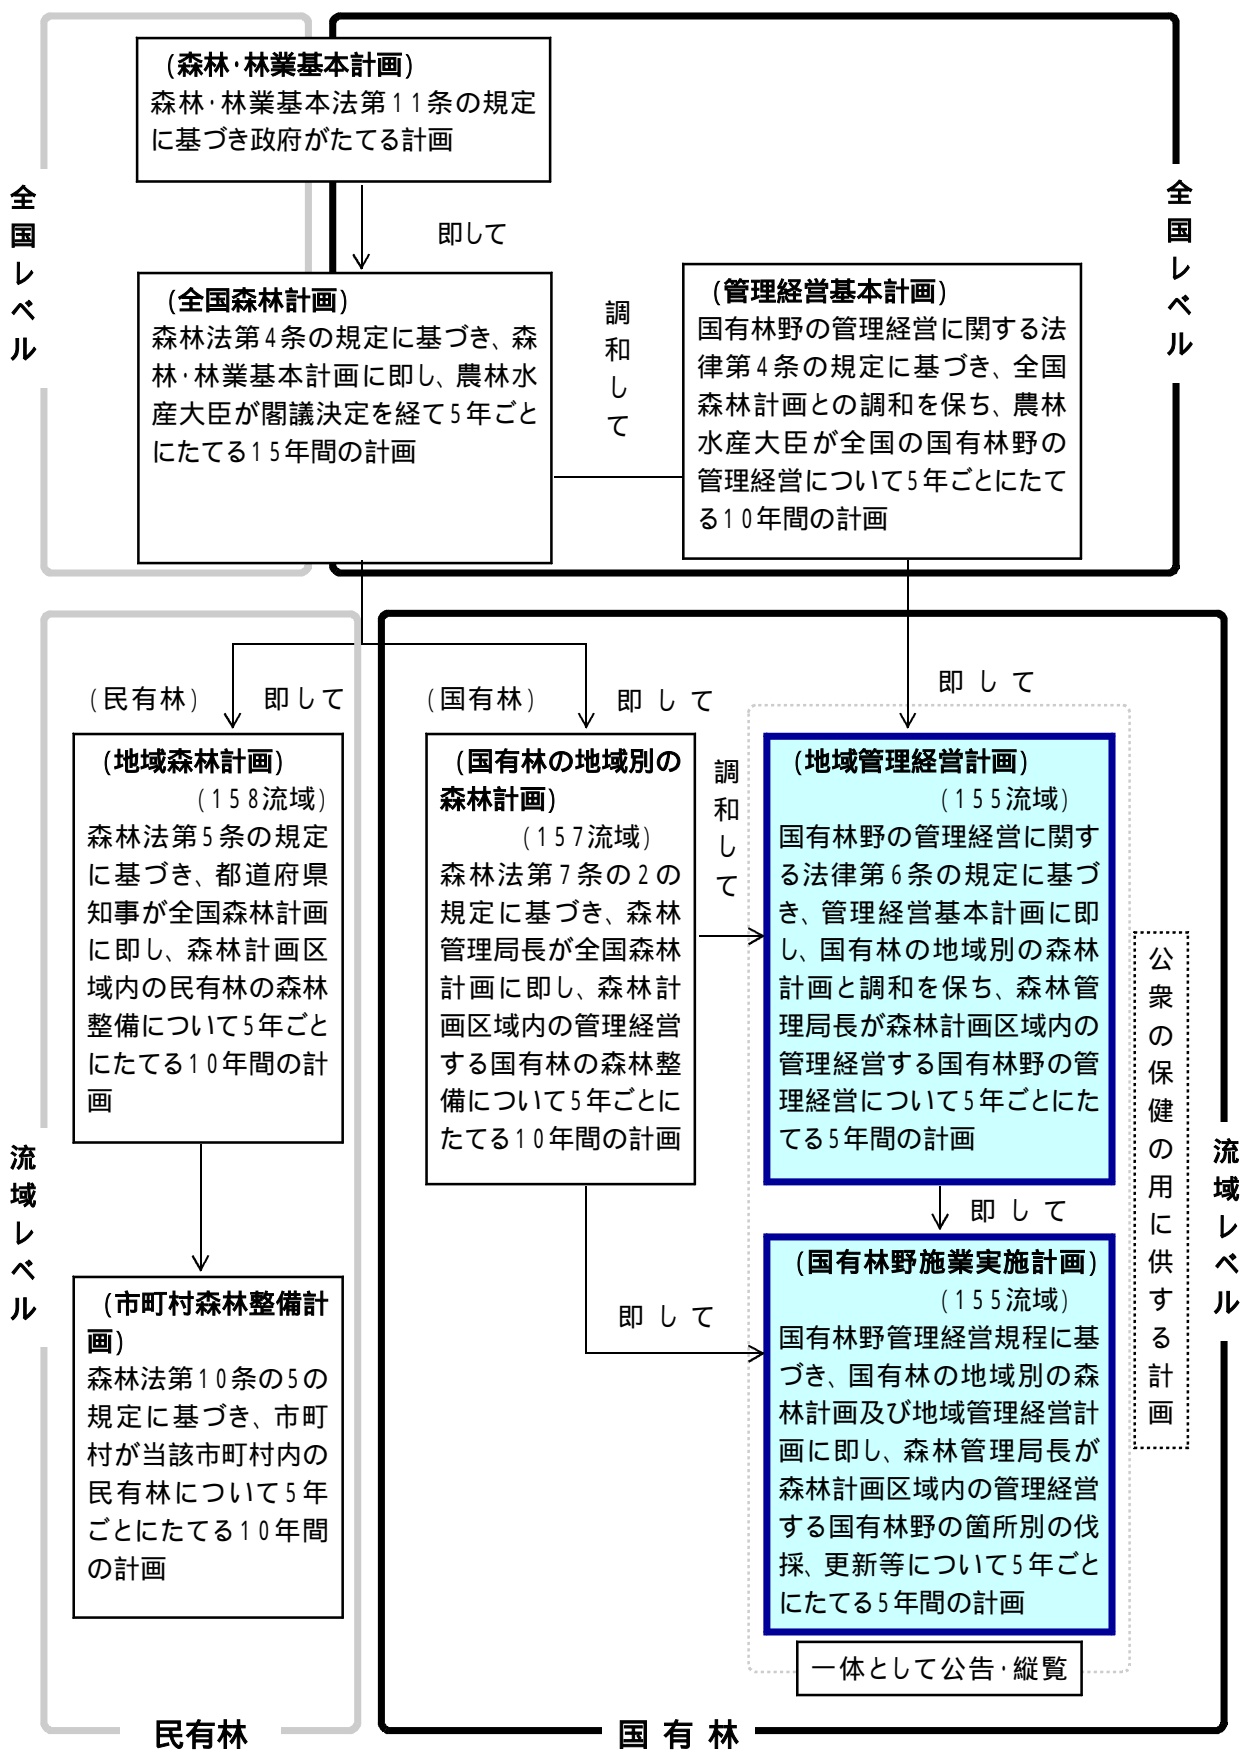 (森林・林業基本計画)
森林・林業基本法第11条の規定
に基づき政府がたてる計画
全国レベル
全国レベル
即して
(全国森林計画)
森林法第4条の規定に基づき、森
林・林業基本計画に即し、農林水
産大臣が閣議決定を経て5年ごと
にたてる15年間の計画
調和して
(管理経営基本計画)
国有林野の管理経営に関する法
律第4条の規定に基づき、全国
森林計画との調和を保ち、農林
水産大臣が全国の国有林野の
管理経営について5年ごとにたて
る10年間の計画
(民有林)
即して
(国有林)
即して
即して
(地域森林計画)
(158流域)
森林法第5条の規定
に基づき、都道府県
知事が全国森林計画
に即し、森林計画区
域内の民有林の森林
整備について5年ごと
にたてる10年間の計
画
(国有林の地域別の
森林計画)
(157流域)
森林法第7条の2の
規定に基づき、森林
管理局長が全国森林
計画に即し、森林計
画区域内の管理経営
する国有林の森林整
備について5年ごとに
たてる10年間の計画
調和して
(地域管理経営計画)
(155流域)
国有林野の管理経営に関す
る法律第6条の規定に基づ
き、管理経営基本計画に即
し、国有林の地域別の森林
計画と調和を保ち、森林管
理局長が森林計画区域内の
管理経営する国有林野の管
理経営について5年ごとにた
てる5年間の計画
公衆の保健の用に供する計画
流域レベル
流域レベル
即して
(市町村森林整備計
画)
森林法第10条の5の
規定に基づき、市町
村が当該市町村内の
民有林について5年
ごとにたてる10年間
の計画
即して
(国有林野施業実施計画)
(155流域)
国有林野管理経営規程に基
づき、国有林の地域別の森
林計画及び地域管理経営計
画に即し、森林管理局長が
森林計画区域内の管理経営
する国有林野の箇所別の伐
採、更新等について5年ごと
にたてる5年間の計画
一体として公告・縦覧
民有林
国有林